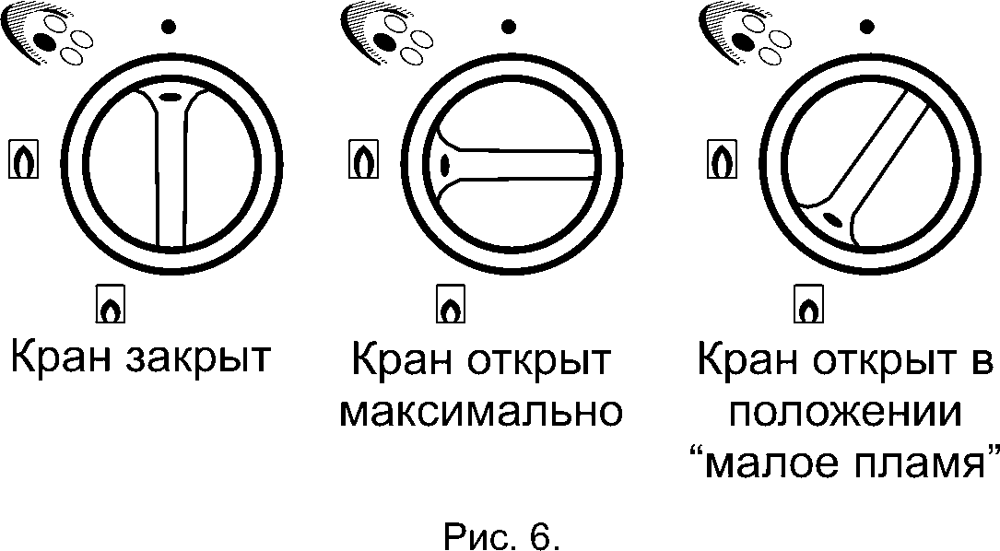 Кран закрыт
Кран открыт
максимально
Кран открыт в
положении
“малое пламя”
Рис. 6.